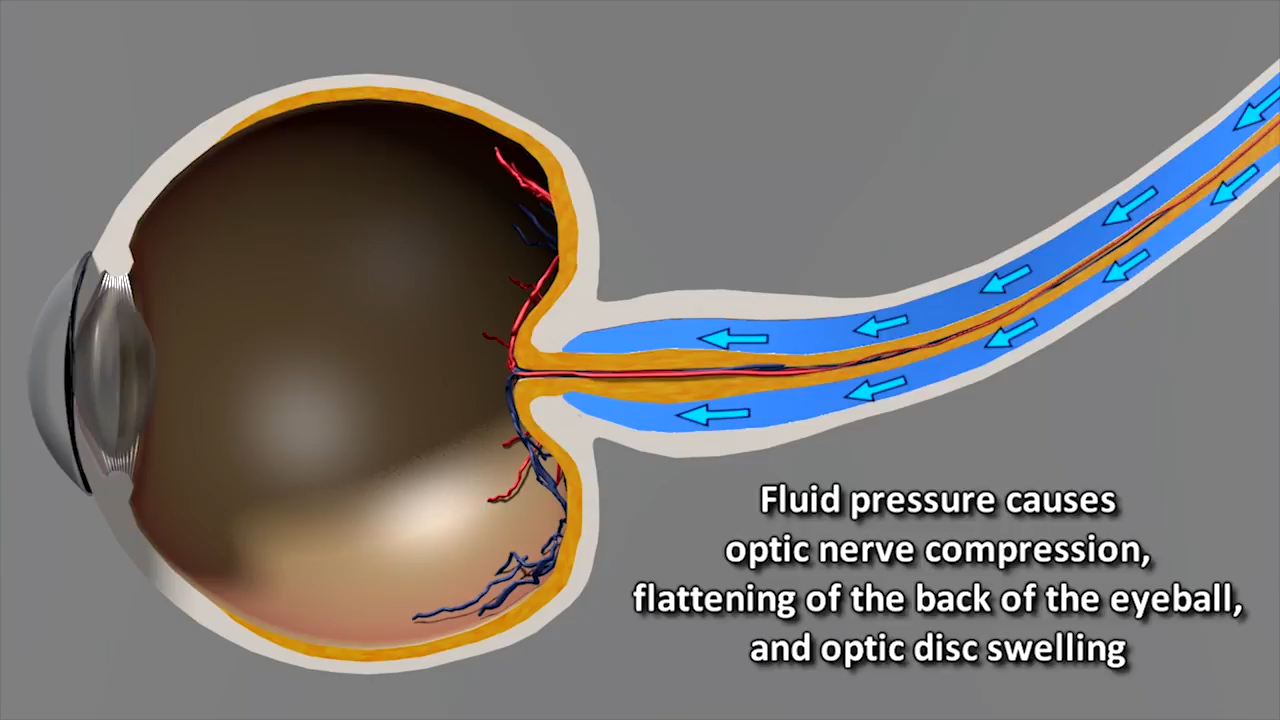 Fluid pressure causes
optic nerve compression,
flattening of the back of the eyeball,
and optic disc swelling